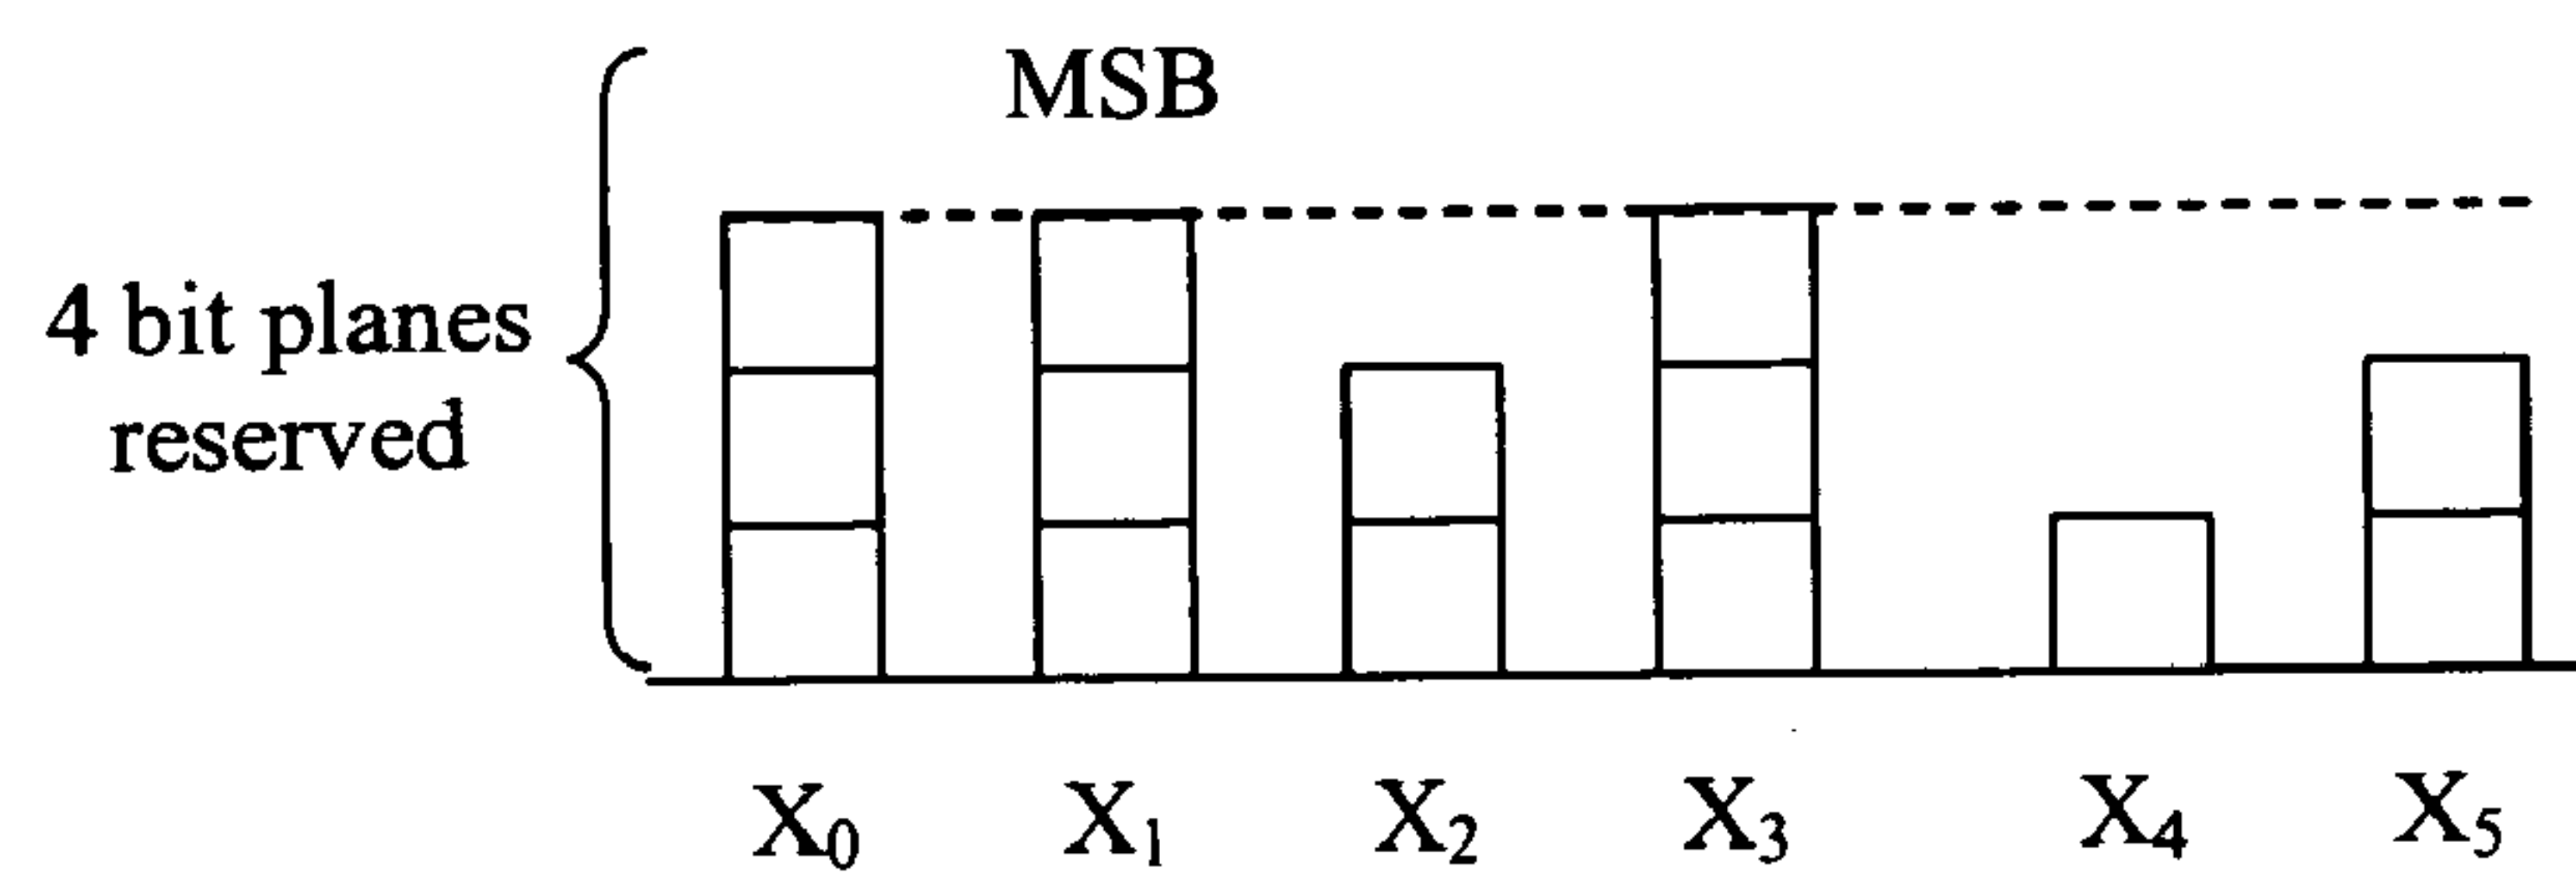 MSB
4 bit planes
reserved
X₀ X₁ X₂ X₃ X₄ X₅